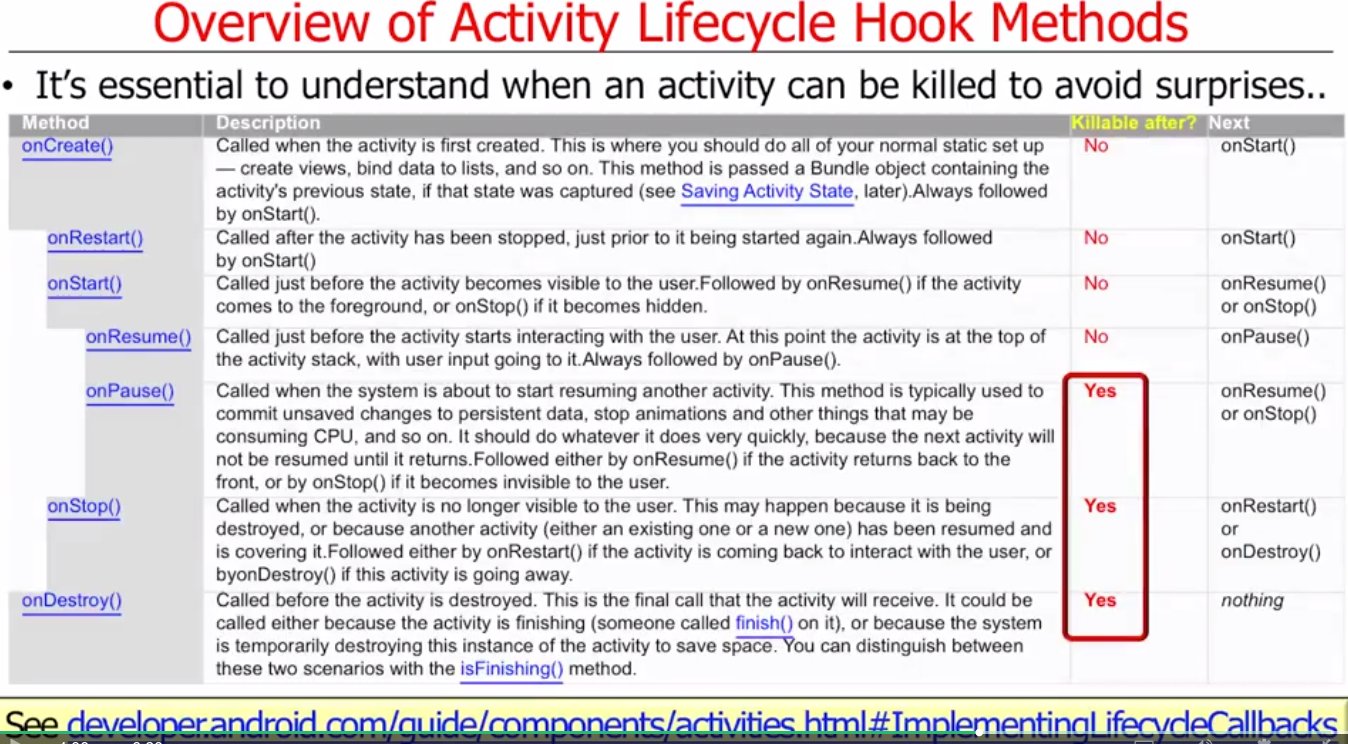 Overview of Activity Lifecycle Hook Methods
• It’s essential to understand when an activity can be killed to avoid surprises..
Method Description Killable after? Next
onCreate() Called when the activity is first created. This is where you should do all of your normal static set up No onStart()
— create views, bind data to lists, and so on. This method is passed a Bundle object containing the
activity's previous state, if that state was captured (see Saving Activity State, later).Always followed
by onStart().
onRestart() Called after the activity has been stopped, just prior to it being started again.Always followed No onStart()
by onStart()
onStart() Called just before the activity becomes visible to the user.Followed by onResume() if the activity No onResume()
comes to the foreground, or onStop() if it becomes hidden. or onStop()
onResume() Called just before the activity starts interacting with the user. At this point the activity is at the top of No onPause()
the activity stack, with user input going to it.Always followed by onPause().
onPause() Called when the system is about to start resuming another activity. This method is typically used to Yes onResume()
commit unsaved changes to persistent data, stop animations and other things that may be or onStop()
consuming CPU, and so on. It should do whatever it does very quickly, because the next activity will
not be resumed until it returns.Followed either by onResume() if the activity returns back to the
front, or by onStop() if it becomes invisible to the user.
onStop() Called when the activity is no longer visible to the user. This may happen because it is being Yes onRestart()
destroyed, or because another activity (either an existing one or a new one) has been resumed and or
is covering it.Followed either by onRestart() if the activity is coming back to interact with the user, or onDestroy()
byonDestroy() if this activity is going away.
onDestroy() Called before the activity is destroyed. This is the final call that the activity will receive. It could be Yes nothing
called either because the activity is finishing (someone called finish() on it), or because the system
is temporarily destroying this instance of the activity to save space. You can distinguish between
these two scenarios with the isFinishing() method.
See developer.android.com/guide/components/activities.html#ImplementingLifecycleCallbacks